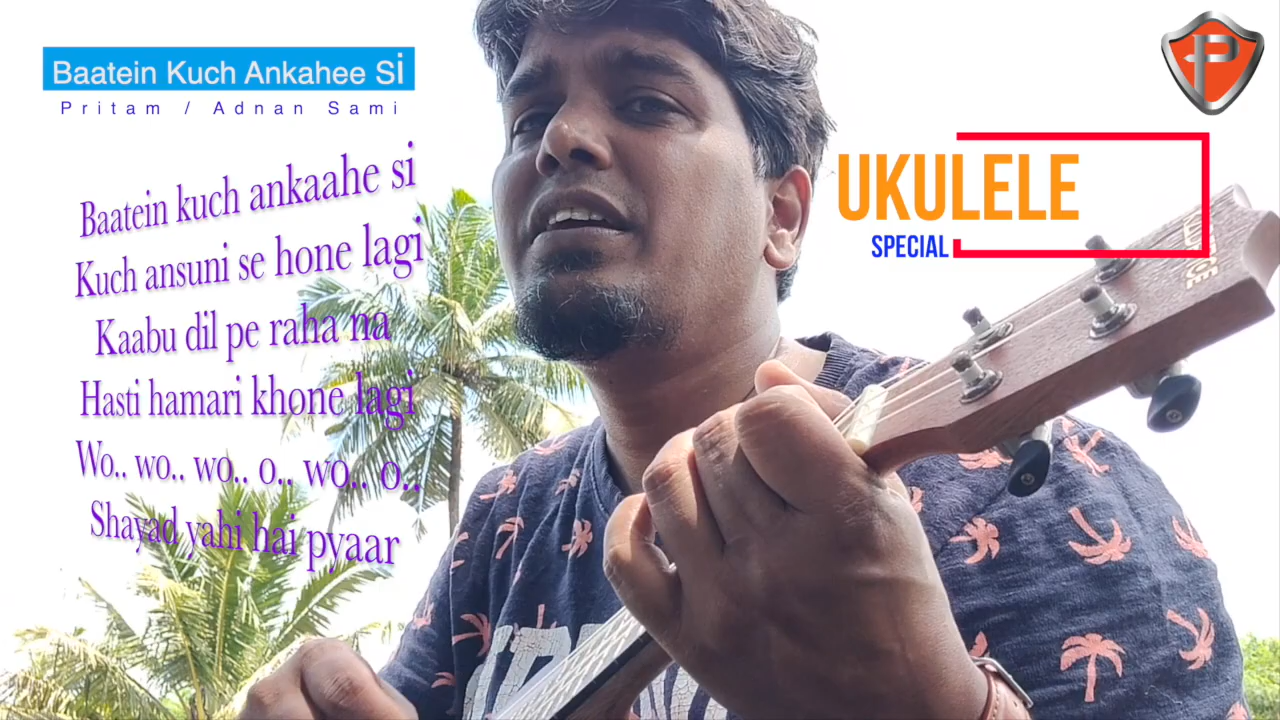 Baatein Kuch Ankahee Si
Pritam / Adnan Sami
Baatein kuch ankaahe si
Kuch ansuni se hone lagi
Kaabu dil pe raha na
Hasti hamari khone lagi
Wo.. wo.. wo.. o.. wo.. o..
Shayad yahi hai pyaar
UKULELE
SPECIAL
P